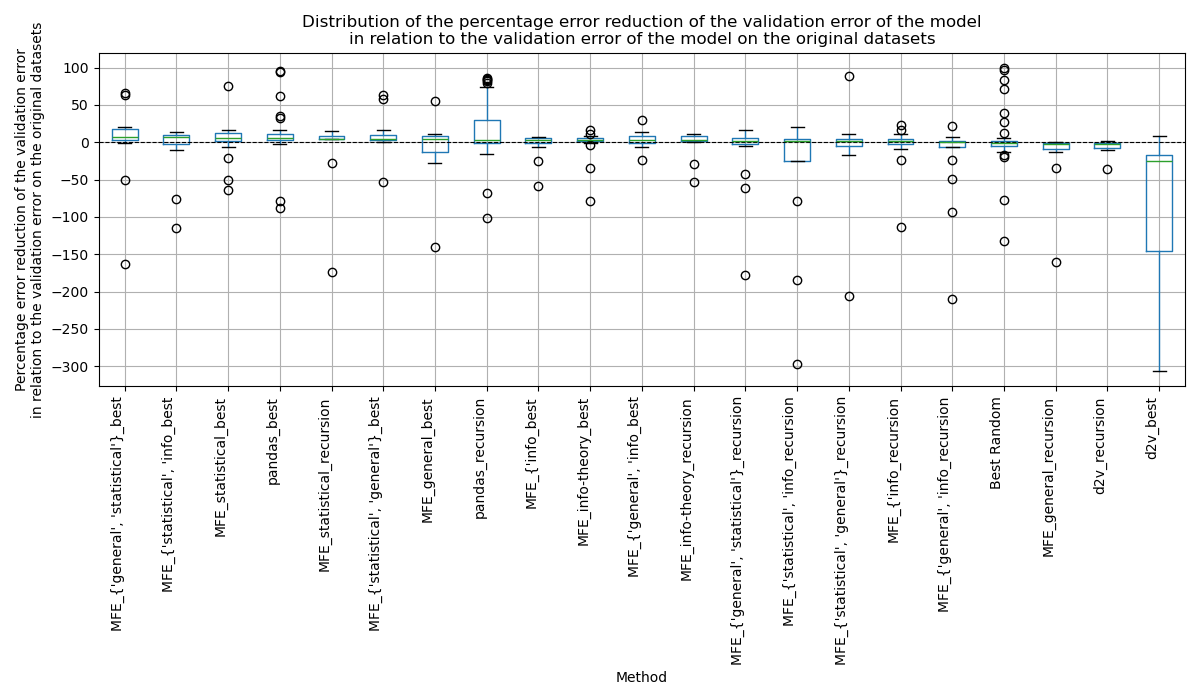 Distribution of the percentage error reduction of the validation error of the model
in relation to the validation error of the model on the original datasets
Percentage error reduction of the validation error
in relation to the validation error on the original datasets
100
50
0
−50
−100
−150
−200
−250
−300
MFE_{'general', 'statistical'}_best
MFE_{'statistical', 'info_best
MFE_statistical_best
pandas_best
MFE_statistical_recursion
MFE_{'statistical', 'general'}_best
MFE_general_best
pandas_recursion
MFE_{'info_best
MFE_info-theory_best
MFE_{'general', 'info_best
MFE_info-theory_recursion
MFE_{'general', 'statistical'}_recursion
MFE_{'statistical', 'info_recursion
MFE_{'statistical', 'general'}_recursion
MFE_{'info_recursion
MFE_{'general', 'info_recursion
Best Random
MFE_general_recursion
d2v_recursion
d2v_best
Method